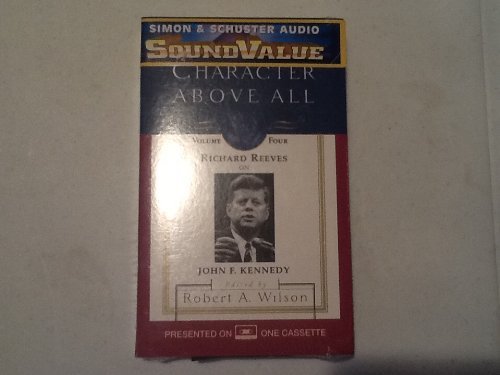 SIMON & SCHUSTER AUDIO
SOUNDVALUE
CHARACTER
ABOVE ALL
VOLUME FOUR
RICHARD REEVES
ON
JOHN F. KENNEDY
Edited by
Robert A. Wilson
PRESENTED ON ONE CASSETTE